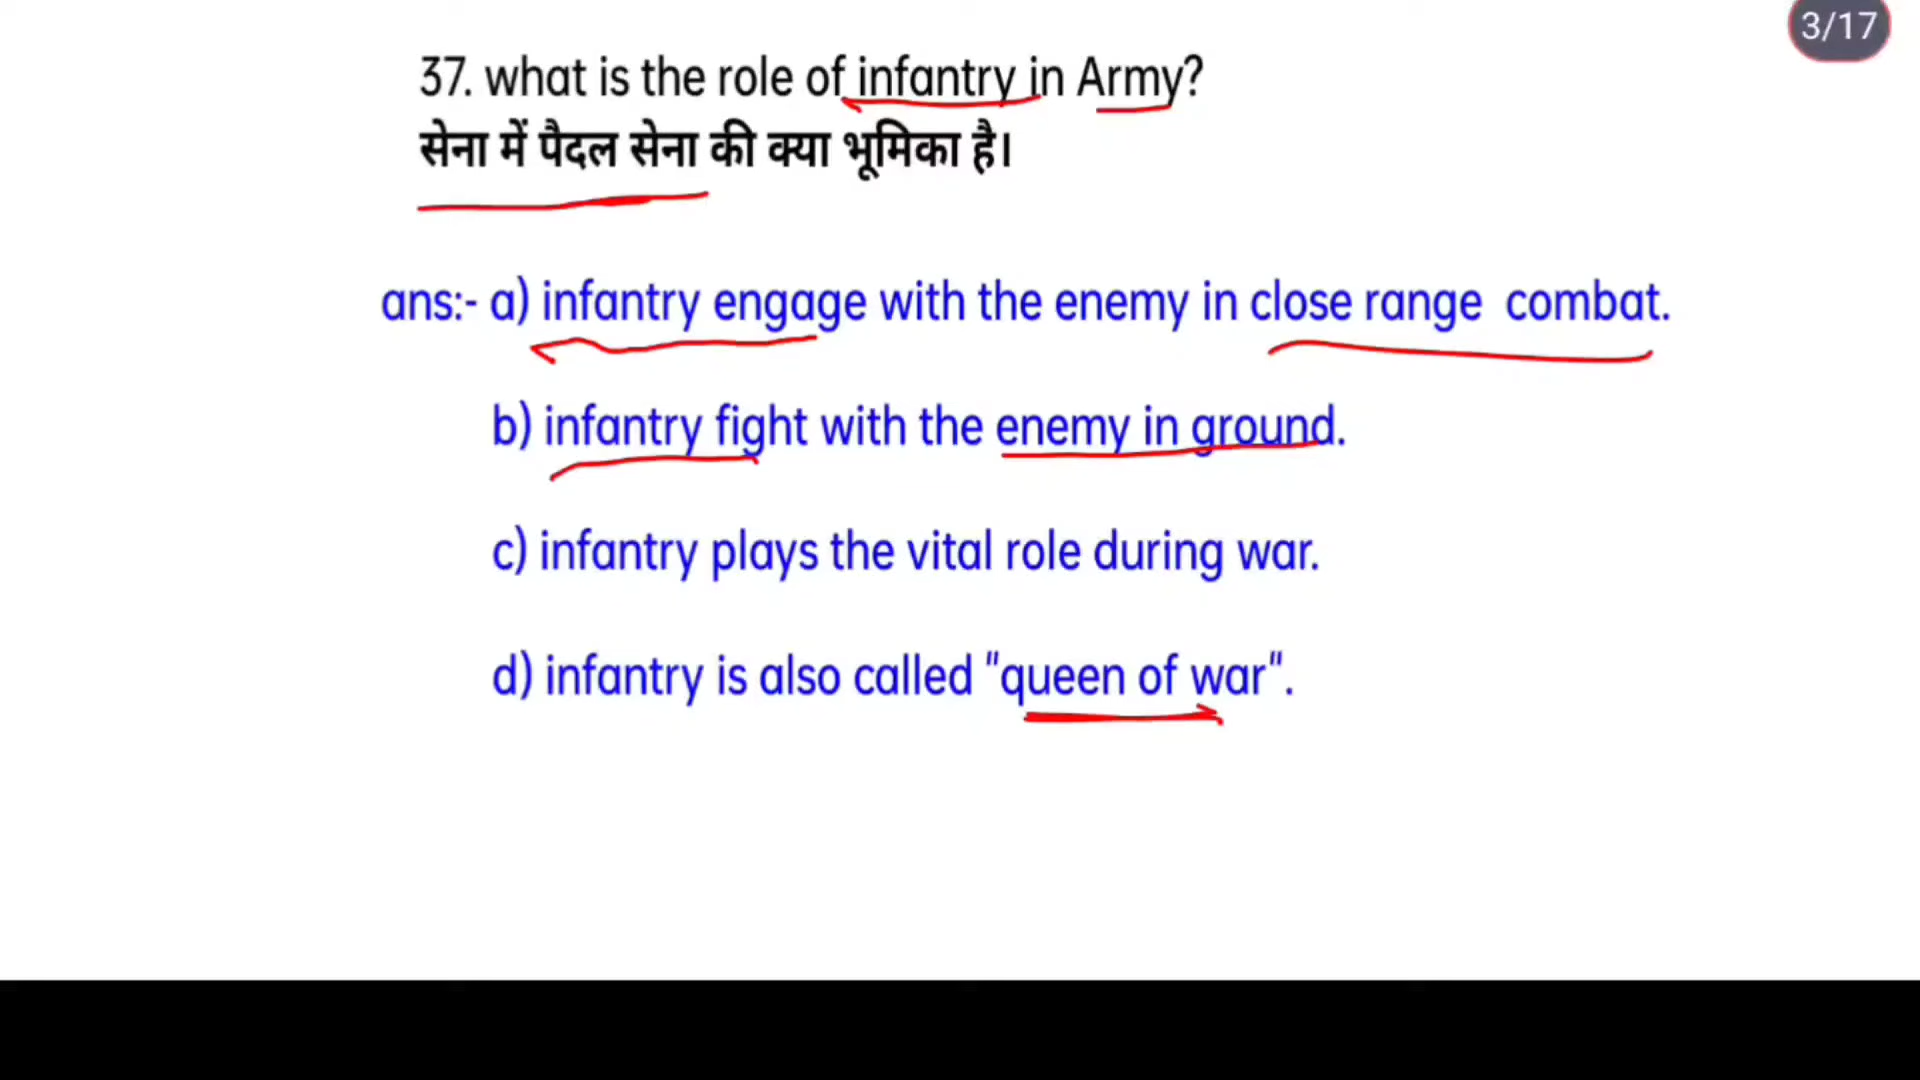 3/17
37. what is the role of infantry in Army?
सेना में पैदल सेना की क्या भूमिका है।
ans:- a) infantry engage with the enemy in close range combat.
b) infantry fight with the enemy in ground.
c) infantry plays the vital role during war.
d) infantry is also called "queen of war".